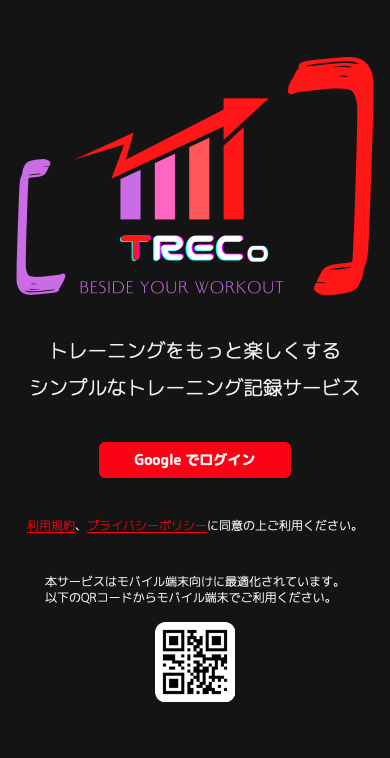 TRECo
BESIDE YOUR WORKOUT
トレーニングをもっと楽しくする
シンプルなトレーニング記録サービス
Google でログイン
利用規約、プライバシーポリシーに同意の上ご利用ください。
本サービスはモバイル端末向けに最適化されています。
以下のQRコードからモバイル端末でご利用ください。